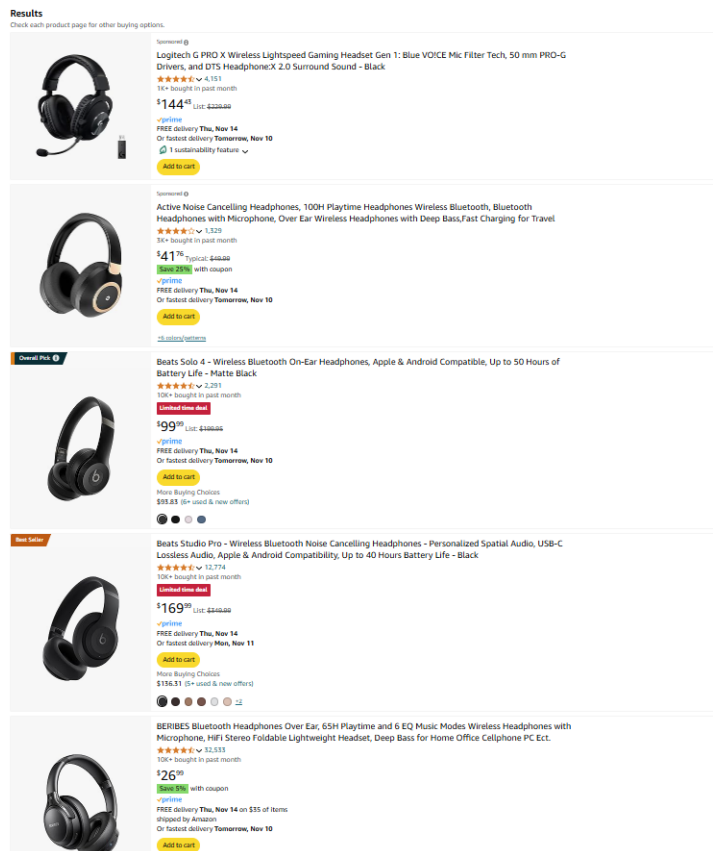 Results
Check each product page for other buying options.
Sponsored
Logitech G PRO X Wireless Lightspeed Gaming Headset Gen 1: Blue VO!CE Mic Filter Tech, 50 mm PRO-G
Drivers, and DTS Headphone:X 2.0 Surround Sound - Black
4,151
1K+ bought in past month
$144 43 List: $229.99
prime
FREE delivery Thu, Nov 14
Or fastest delivery Tomorrow, Nov 10
1 sustainability feature
Add to cart
Sponsored
Active Noise Cancelling Headphones, 100H Playtime Headphones Wireless Bluetooth, Bluetooth
Headphones with Microphone, Over Ear Wireless Headphones with Deep Bass,Fast Charging for Travel
1,329
3K+ bought in past month
$41 76 Typical: $49.99
Save 25% with coupon
prime
FREE delivery Thu, Nov 14
Or fastest delivery Tomorrow, Nov 10
Add to cart
+6 colors/patterns
Overall Pick
Beats Solo 4 - Wireless Bluetooth On-Ear Headphones, Apple & Android Compatible, Up to 50 Hours of
Battery Life - Matte Black
2,291
10K+ bought in past month
Limited time deal
$99 99 List: $199.95
prime
FREE delivery Thu, Nov 14
Or fastest delivery Tomorrow, Nov 10
Add to cart
More Buying Choices
$93.83 (6+ used & new offers)
Best Seller
Beats Studio Pro - Wireless Bluetooth Noise Cancelling Headphones - Personalized Spatial Audio, USB-C
Lossless Audio, Apple & Android Compatibility, Up to 40 Hours Battery Life - Black
12,774
10K+ bought in past month
Limited time deal
$169 99 List: $349.99
prime
FREE delivery Thu, Nov 14
Or fastest delivery Mon, Nov 11
Add to cart
More Buying Choices
$136.31 (5+ used & new offers)
+2
BERIBES Bluetooth Headphones Over Ear, 65H Playtime and 6 EQ Music Modes Wireless Headphones with
Microphone, HiFi Stereo Foldable Lightweight Headset, Deep Bass for Home Office Cellphone PC Ect.
32,533
10K+ bought in past month
$26 99
Save 5% with coupon
prime
FREE delivery Thu, Nov 14 on $35 of items
shipped by Amazon
Or fastest delivery Tomorrow, Nov 10
Add to cart